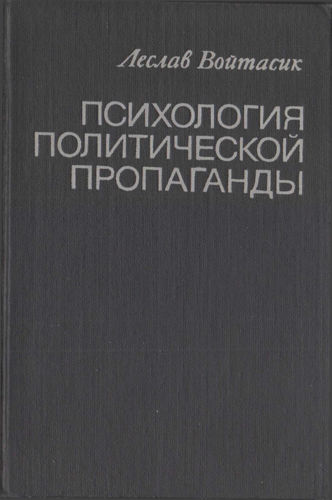 Леслав Войтасик
ПСИХОЛОГИЯ
ПОЛИТИЧЕСКОЙ
ПРОПАГАНДЫ